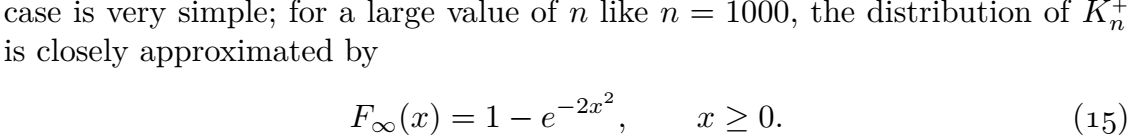 case is very simple; for a large value of n like n = 1000, the distribution of K_n^+
is closely approximated by
F_∞(x) = 1 − e^{−2x^2},    x ≥ 0.    (15)